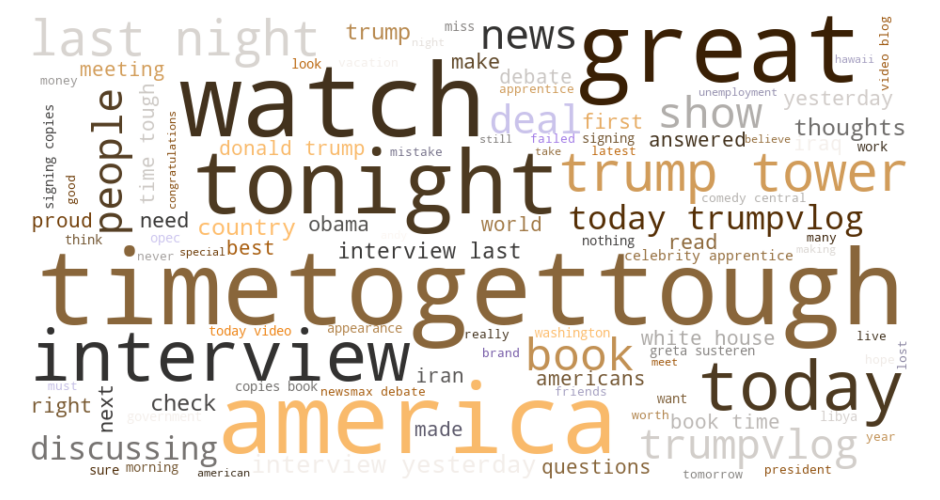 last night
trump
miss
night
news
great
video blog
meeting
look
vacation
make
hawaii
money
watch
debate
apprentice
unemployment
yesterday
people
time tough
congratulations
signing copies
good
deal
first
show
thoughts
donald trump
mistake
still
failed
signing
answered
believe
iraq
take
latest
work
tonight
trump tower
comedy central
proud
need
country
obama
world
today trumpvlog
think
opec
best
interview last
nothing
read
many
never
special
celebrity apprentice
making
timetogettough
today video
appearance
really
washington
white house
live
interview
brand
book
greta susteren
meet
hope
lost
iran
americans
today
must
copies book
newsmax debate
friends
want
right
next
check
america
made
worth
book time
libya
government
discussing
trumpvlog
year
sure
morning
american
interview yesterday
questions
tomorrow
president